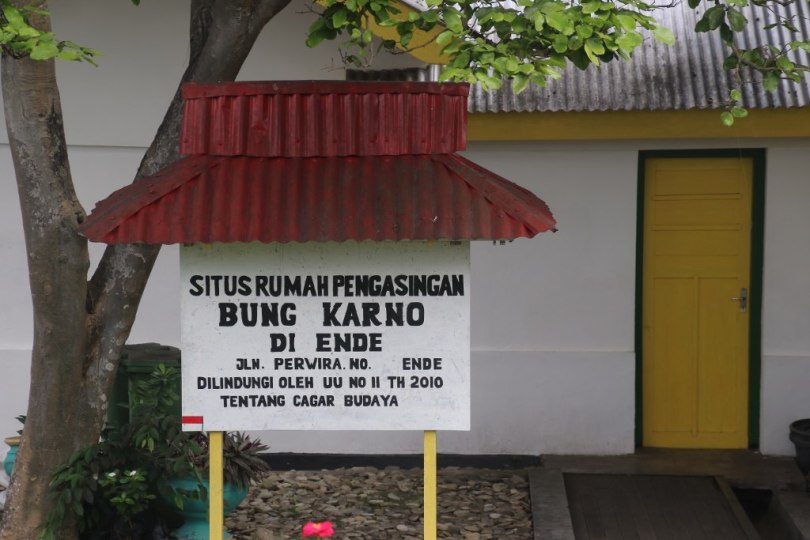 SITUS RUMAH PENGASINGAN
BUNG KARNO
DI ENDE
JLN. PERWIRA. NO. ENDE
DILINDUNGI OLEH UU NO 11 TH 2010
TENTANG CAGAR BUDAYA